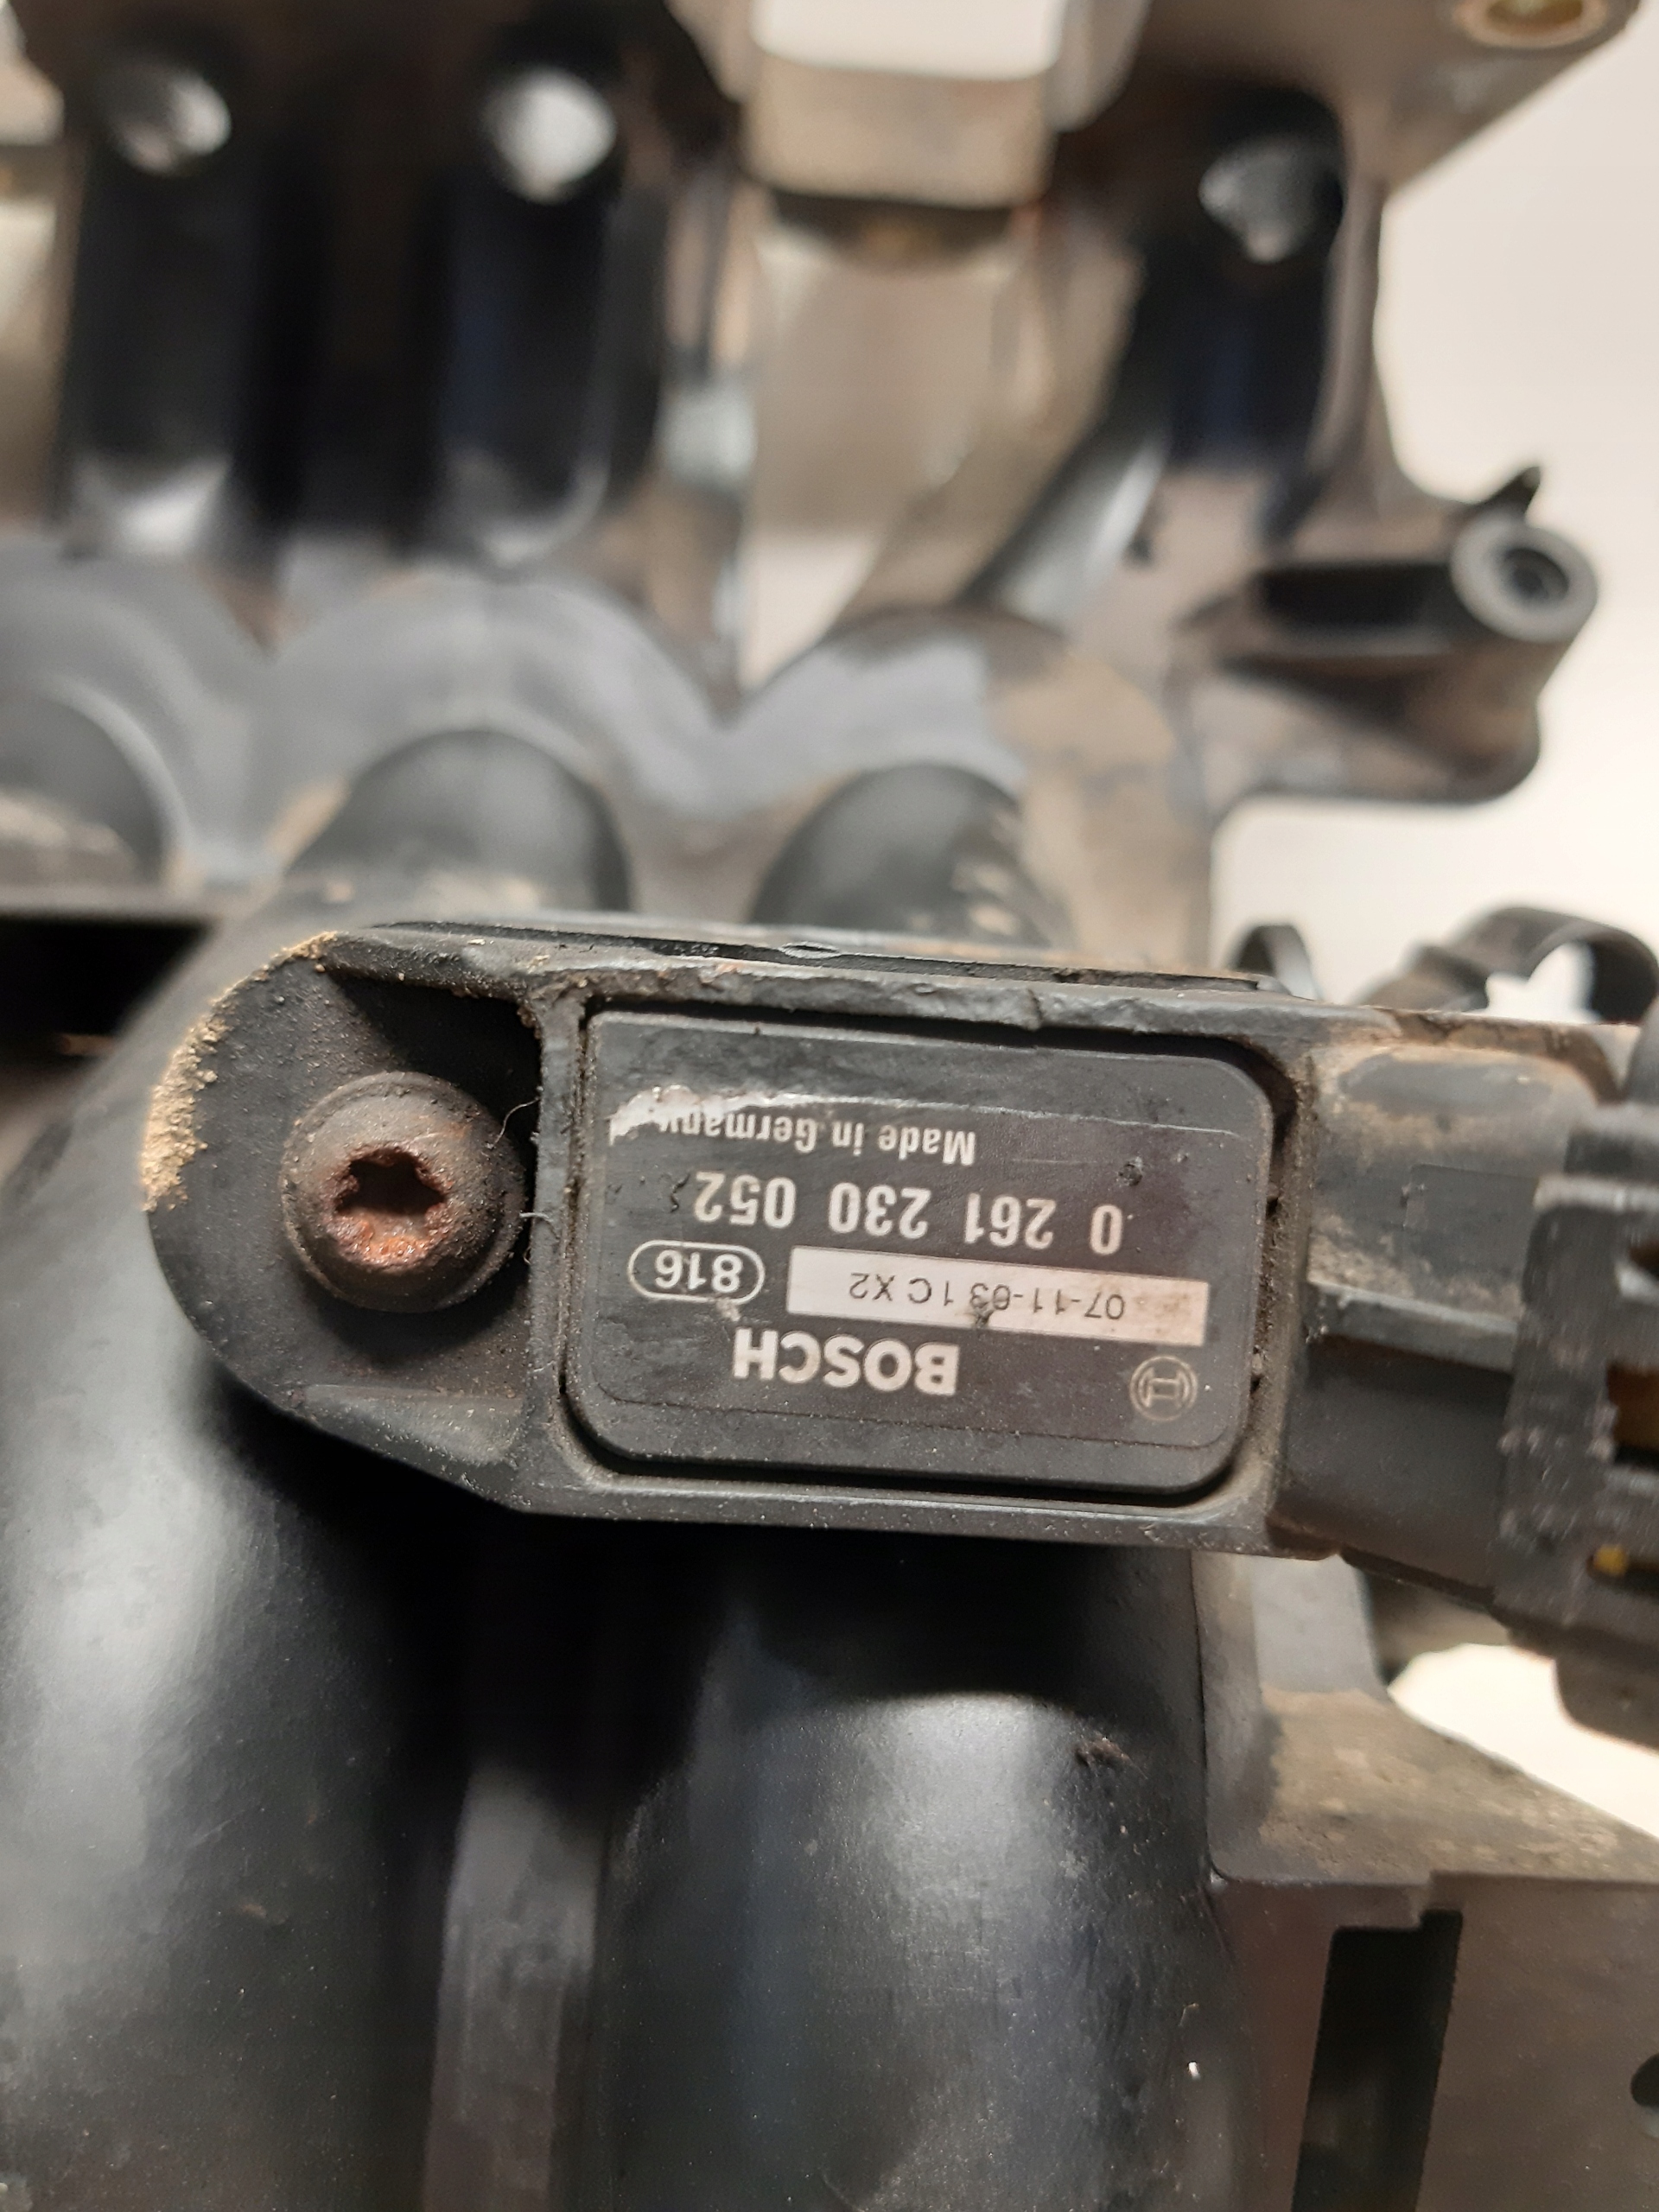 BOSCH
07-11-03 1C X2 816
0 261 230 052
Made in Germany